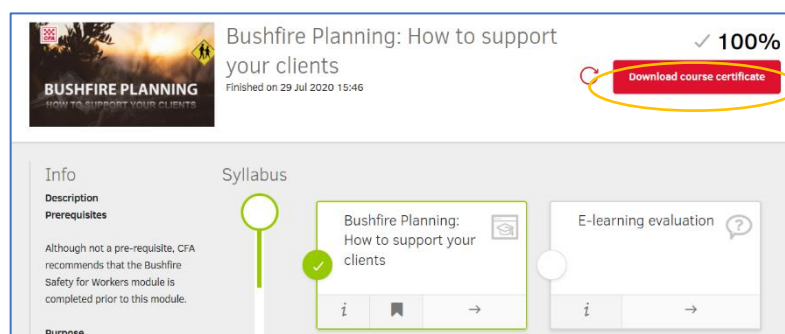 CFA
BUSHFIRE PLANNING
HOW TO SUPPORT YOUR CLIENTS
Bushfire Planning: How to support
your clients
Finished on 29 Jul 2020 15:46
✓ 100%
Download course certificate
Info
Description
Prerequisites
Although not a pre-requisite, CFA
recommends that the Bushfire
Safety for Workers module is
completed prior to this module.
Purpose
Syllabus
Bushfire Planning:
How to support your
clients
i
E-learning evaluation
?
i